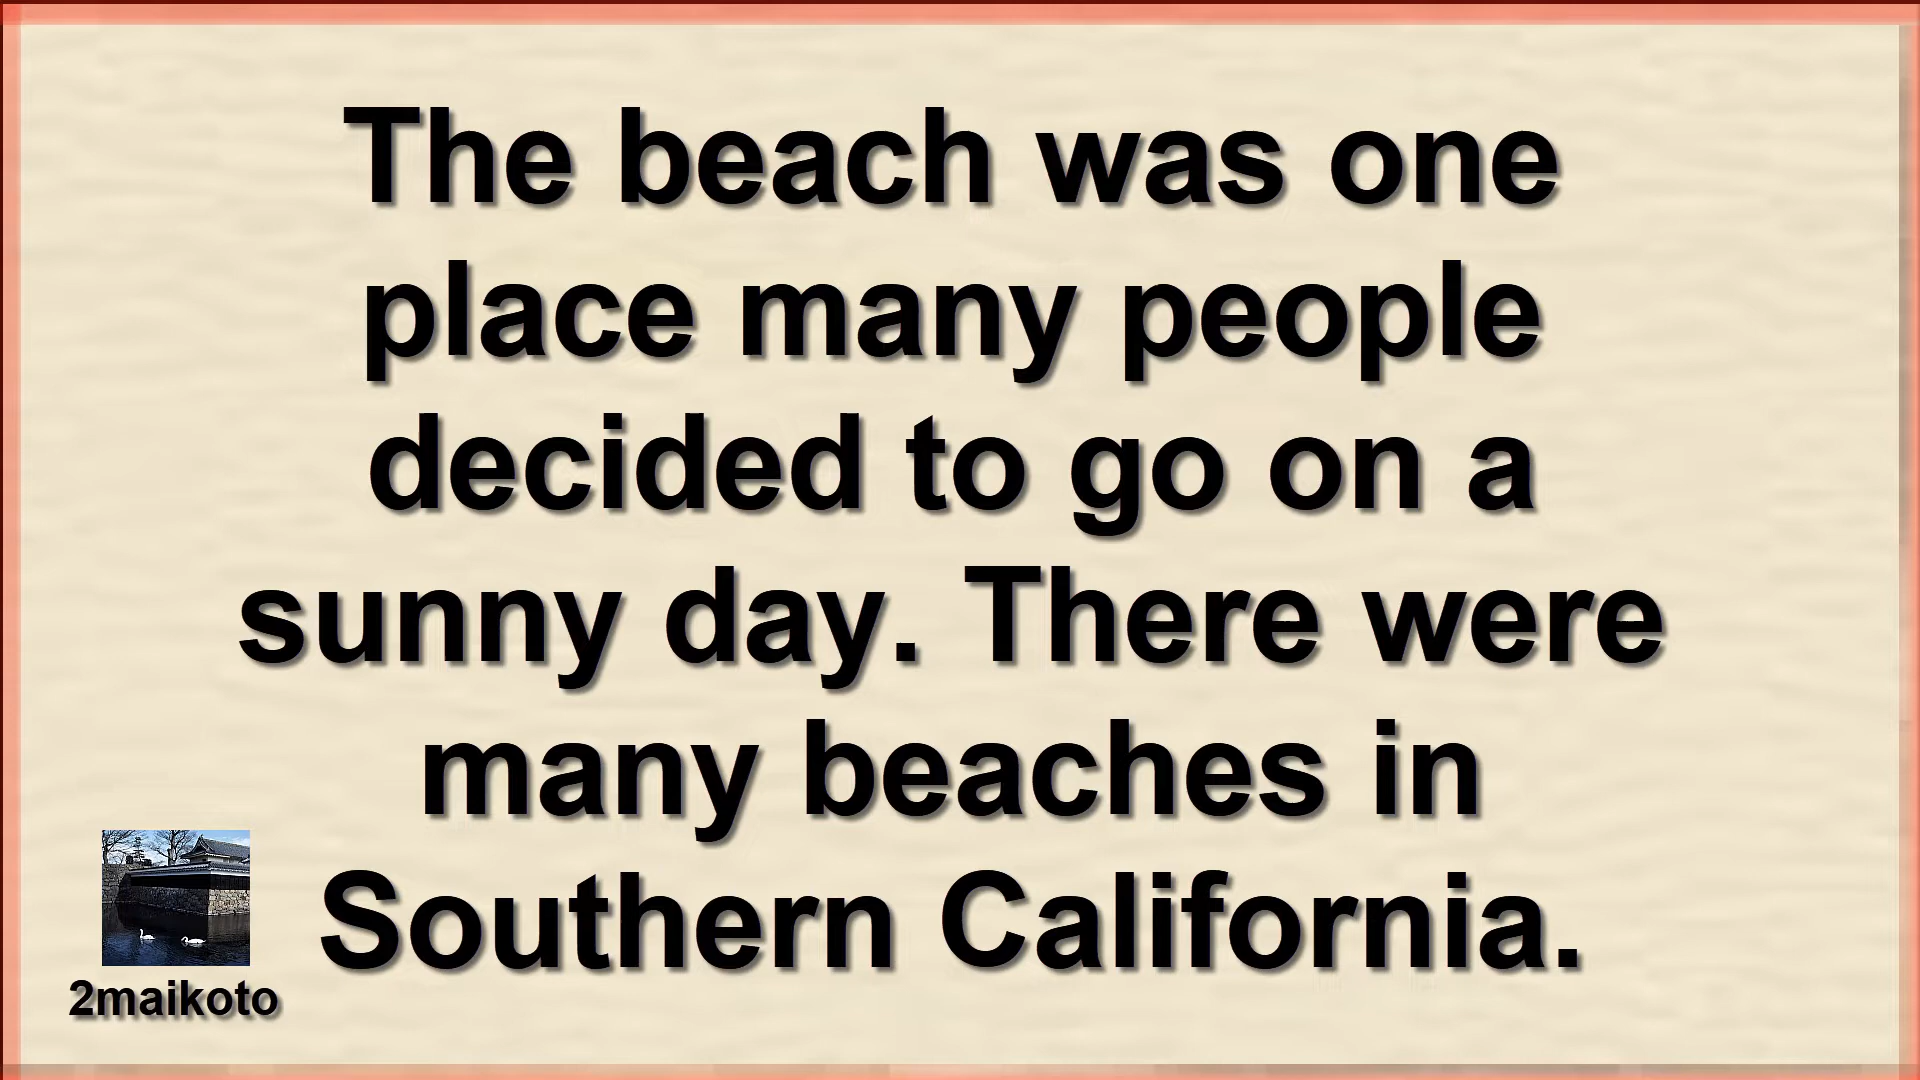 The beach was one
place many people
decided to go on a
sunny day. There were
many beaches in
Southern California.
2maikoto